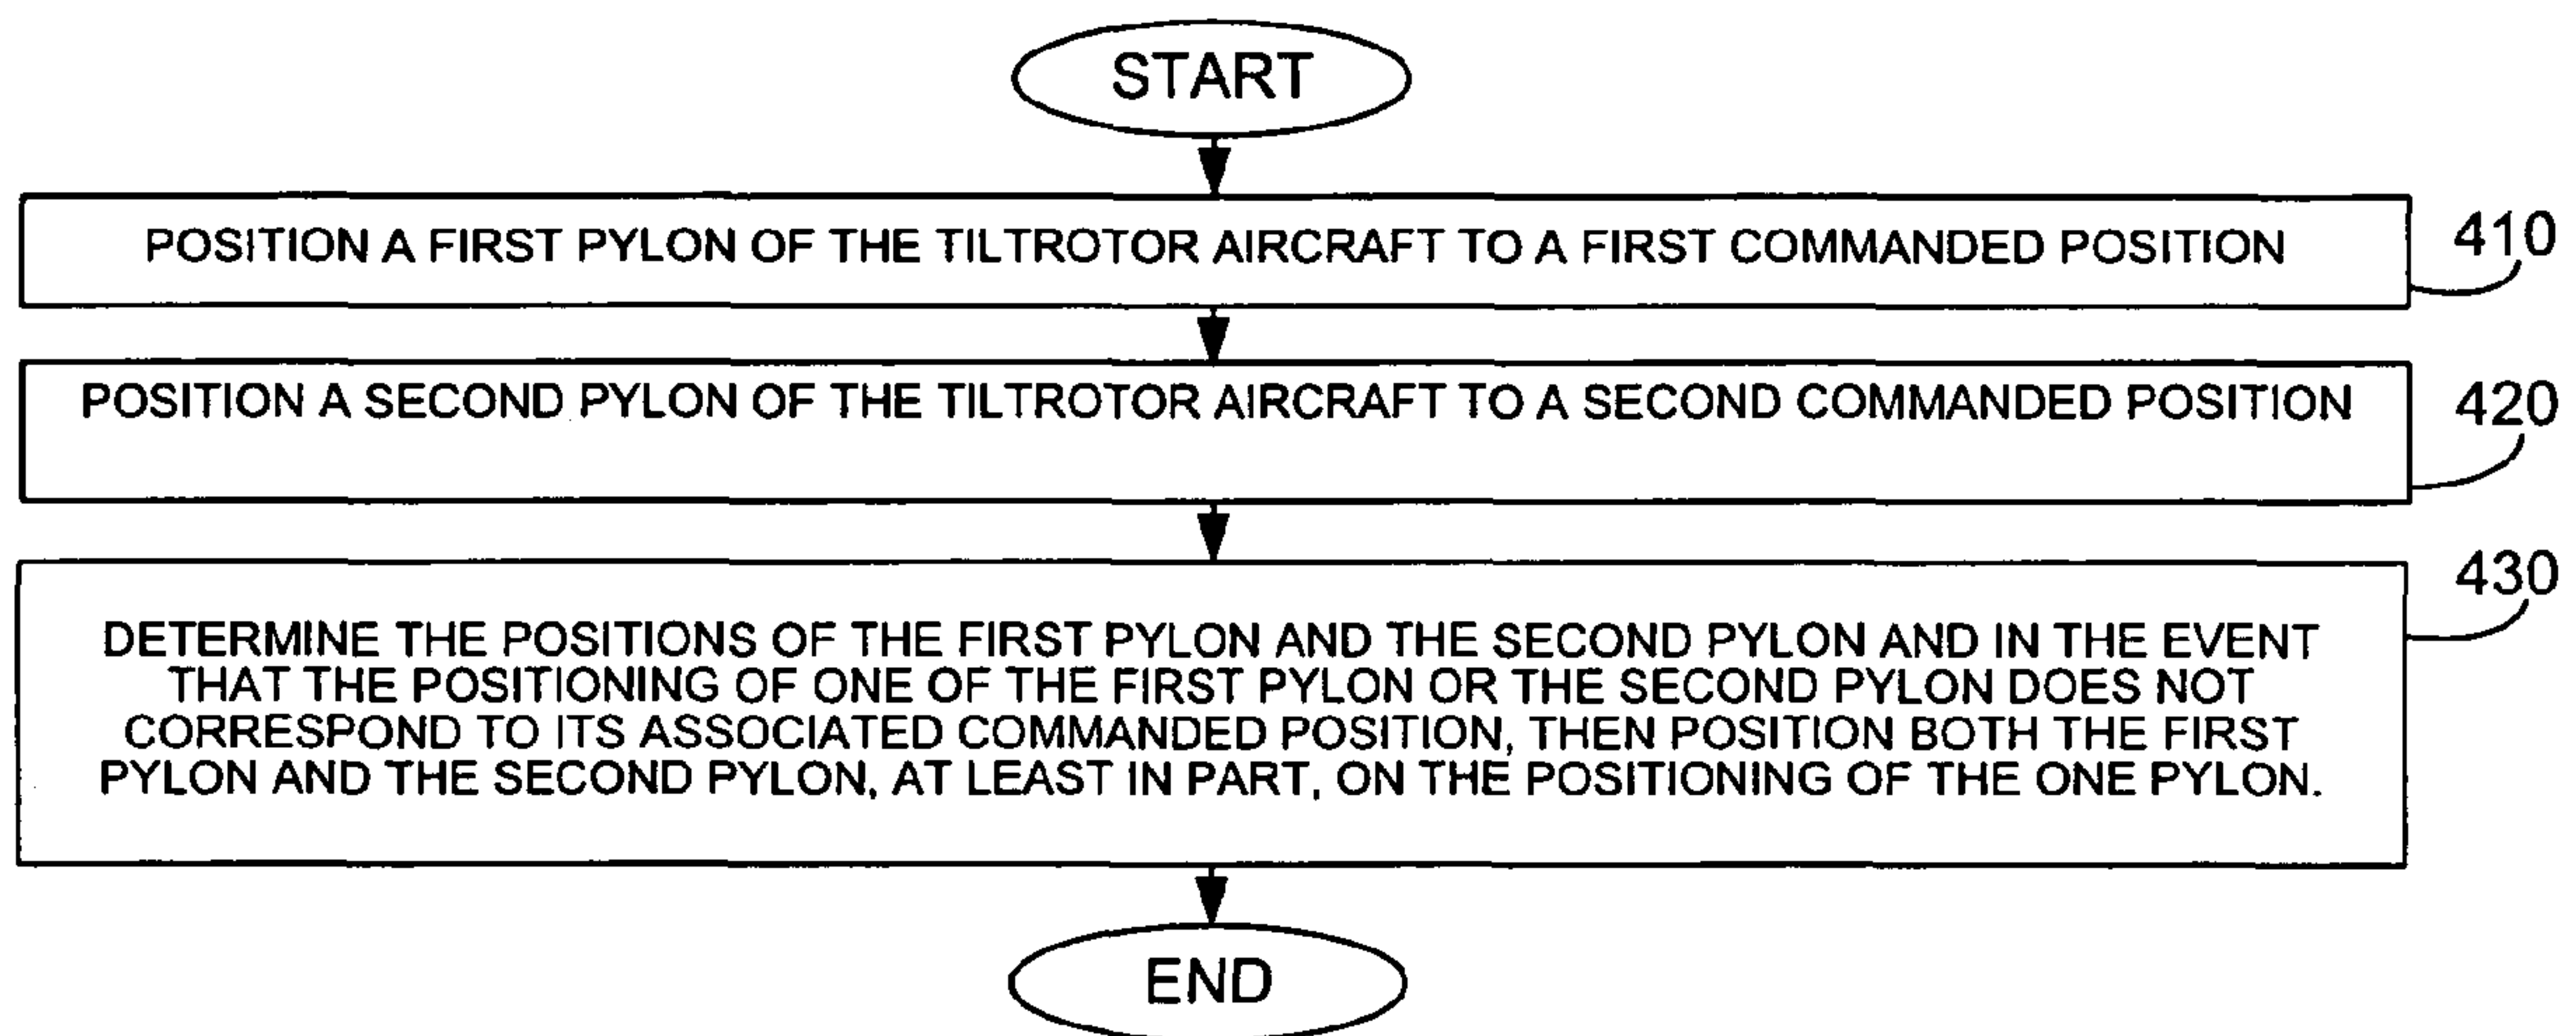 START
POSITION A FIRST PYLON OF THE TILTROTOR AIRCRAFT TO A FIRST COMMANDED POSITION
410
POSITION A SECOND PYLON OF THE TILTROTOR AIRCRAFT TO A SECOND COMMANDED POSITION
420
430
DETERMINE THE POSITIONS OF THE FIRST PYLON AND THE SECOND PYLON AND IN THE EVENT
THAT THE POSITIONING OF ONE OF THE FIRST PYLON OR THE SECOND PYLON DOES NOT
CORRESPOND TO ITS ASSOCIATED COMMANDED POSITION, THEN POSITION BOTH THE FIRST
PYLON AND THE SECOND PYLON, AT LEAST IN PART, ON THE POSITIONING OF THE ONE PYLON.
END